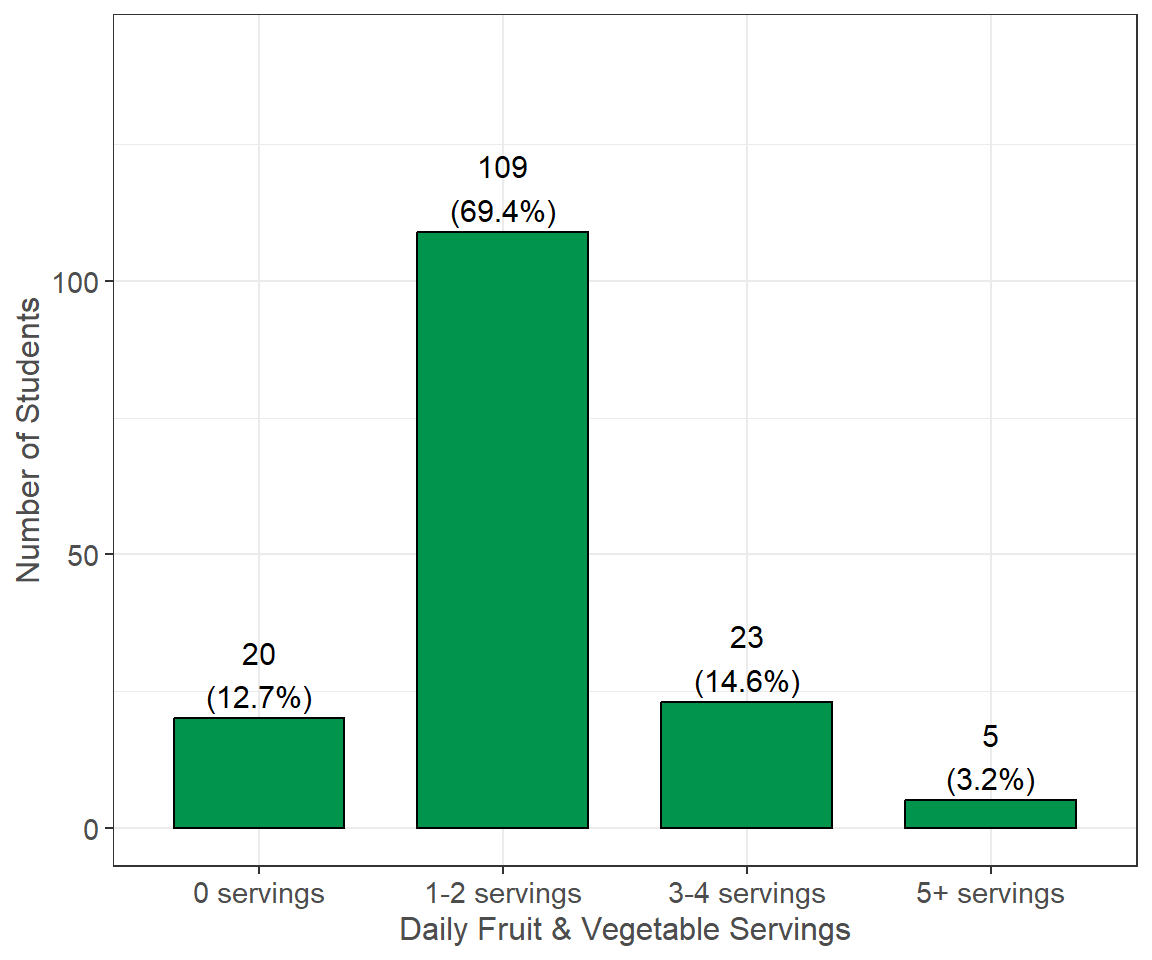 Number of Students
100
50
0
20
(12.7%)
109
(69.4%)
23
(14.6%)
5
(3.2%)
0 servings
1-2 servings
3-4 servings
5+ servings
Daily Fruit & Vegetable Servings